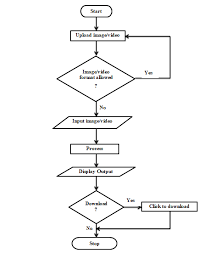 Start
Upload image/video
Image/video
format allowed
?
Yes
No
Input image/video
Process
Display Output
Download
?
Yes
Click to download
No
Stop